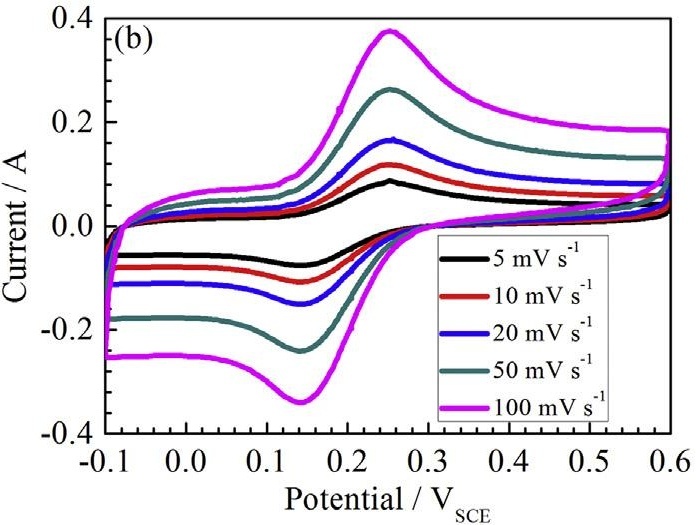 (b)
0.4
0.2
0.0
-0.2
-0.4
Current / A
5 mV s⁻¹
10 mV s⁻¹
20 mV s⁻¹
50 mV s⁻¹
100 mV s⁻¹
-0.1 0.0 0.1 0.2 0.3 0.4 0.5 0.6
Potential / V_SCE